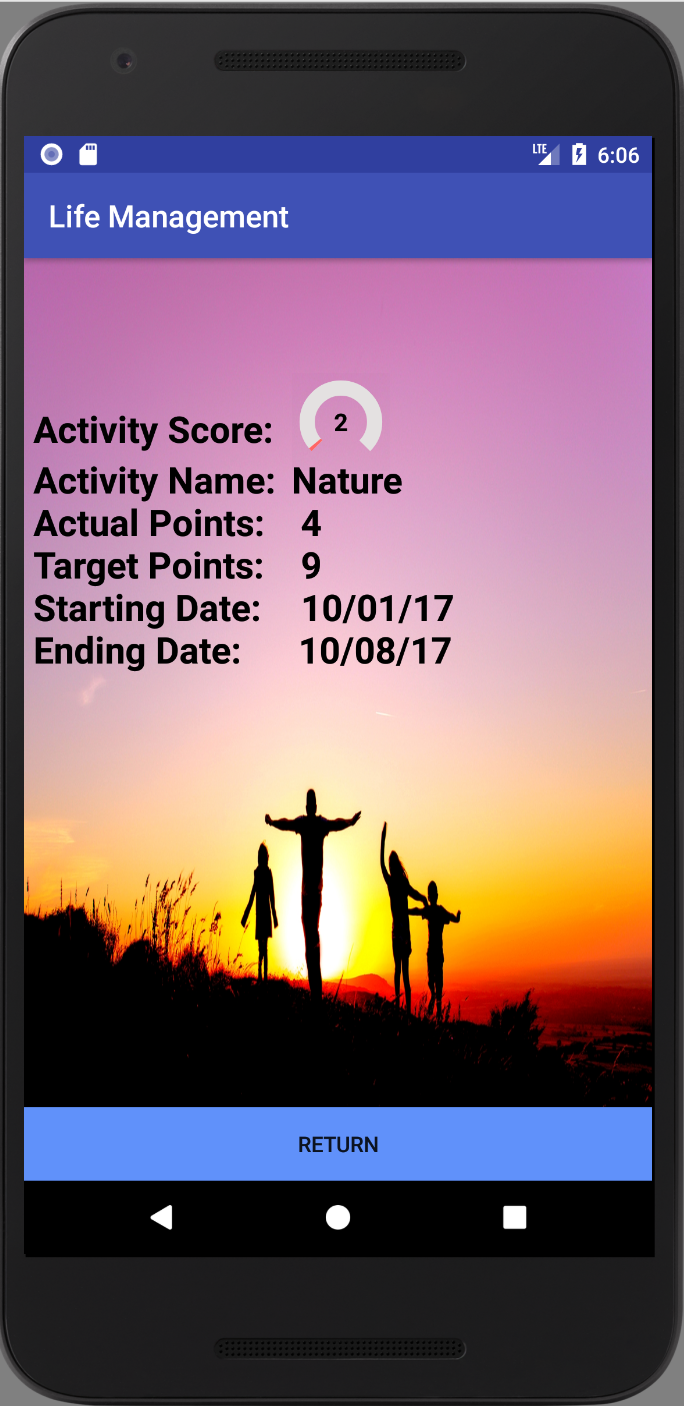 LTE 6:06
Life Management
Activity Score: 2
Activity Name: Nature
Actual Points: 4
Target Points: 9
Starting Date: 10/01/17
Ending Date: 10/08/17
RETURN